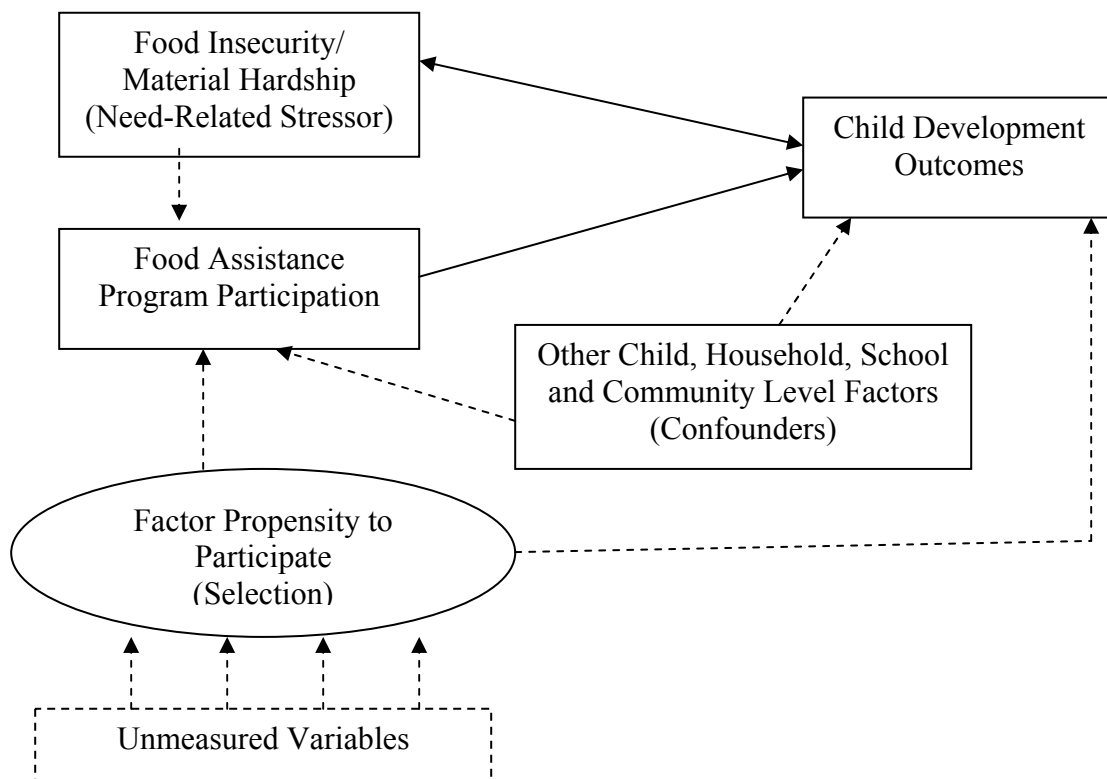 Food Insecurity/
Material Hardship
(Need-Related Stressor)
Child Development
Outcomes
Food Assistance
Program Participation
Other Child, Household, School
and Community Level Factors
(Confounders)
Factor Propensity to
Participate
(Selection)
Unmeasured Variables